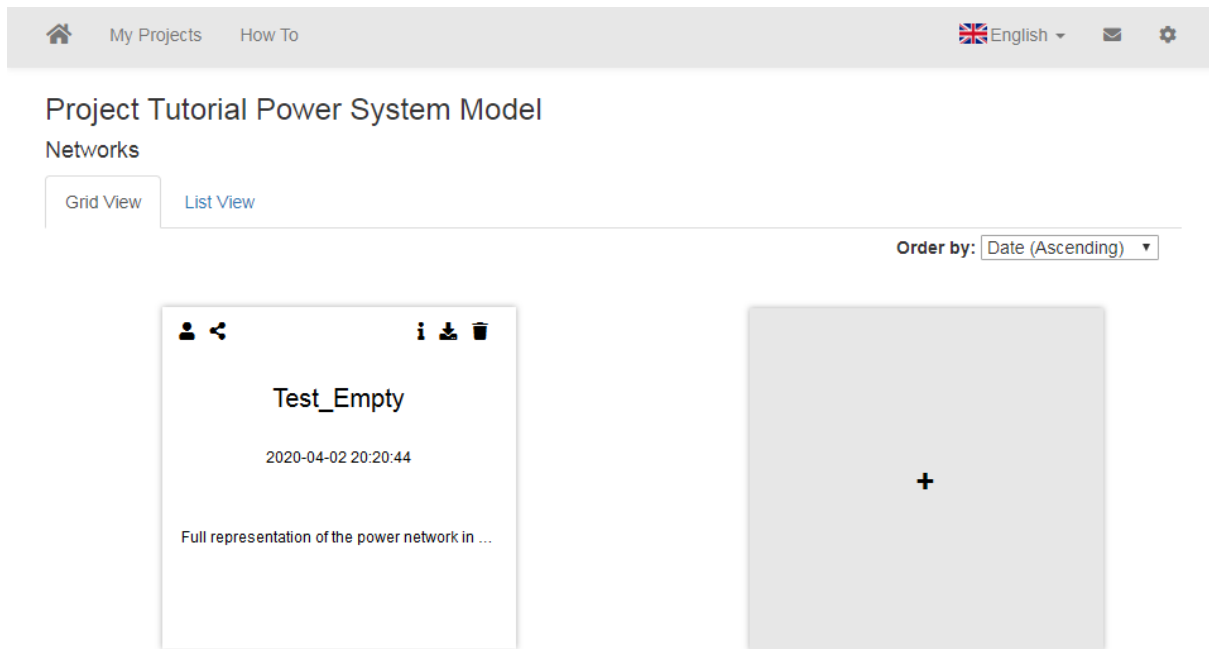 My Projects How To English
Project Tutorial Power System Model
Networks
Grid View List View
Order by: Date (Ascending)
Test_Empty
2020-04-02 20:20:44
Full representation of the power network in ...
+